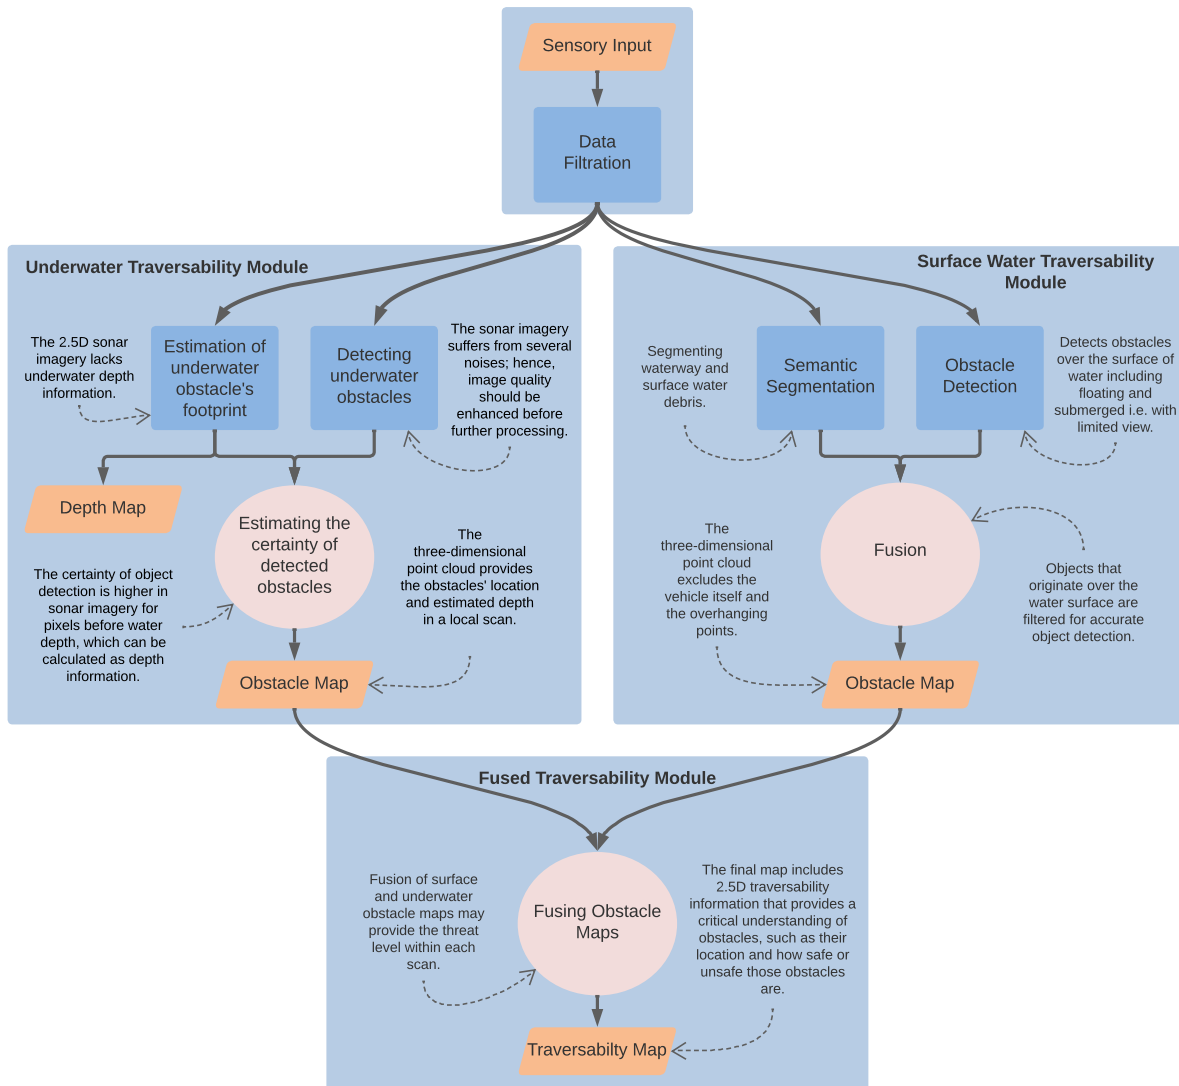 Sensory Input
Data
Filtration
Underwater Traversability Module
The 2.5D sonar
imagery lacks
underwater depth
information.
Estimation of
underwater
obstacle's
footprint
Detecting
underwater
obstacles
The sonar imagery
suffers from several
noises; hence,
image quality
should be
enhanced before
further processing.
Depth Map
Estimating the
certainty of
detected
obstacles
The certainty of object
detection is higher in
sonar imagery for
pixels before water
depth, which can be
calculated as depth
information.
The
three-dimensional
point cloud provides
the obstacles' location
and estimated depth
in a local scan.
Obstacle Map
Surface Water Traversability
Module
Segmenting
waterway and
surface water
debris.
Semantic
Segmentation
Obstacle
Detection
Detects obstacles
over the surface of
water including
floating and
submerged i.e. with
limited view.
The
three-dimensional
point cloud
excludes the
vehicle itself and
the overhanging
points.
Fusion
Objects that
originate over the
water surface are
filtered for accurate
object detection.
Obstacle Map
Fused Traversability Module
Fusion of surface
and underwater
obstacle maps may
provide the threat
level within each
scan.
Fusing Obstacle
Maps
The final map includes
2.5D traversability
information that provides a
critical understanding of
obstacles, such as their
location and how safe or
unsafe those obstacles
are.
Traversabilty Map